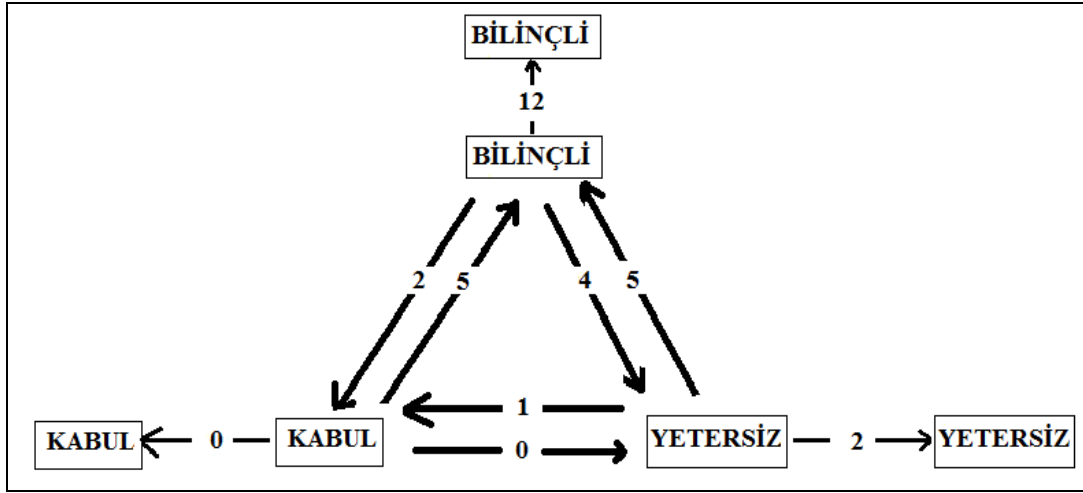 BİLİNÇLİ
12
BİLİNÇLİ
2 5 4 5
1
KABUL 0 KABUL 0 YETERSİZ 2 YETERSİZ